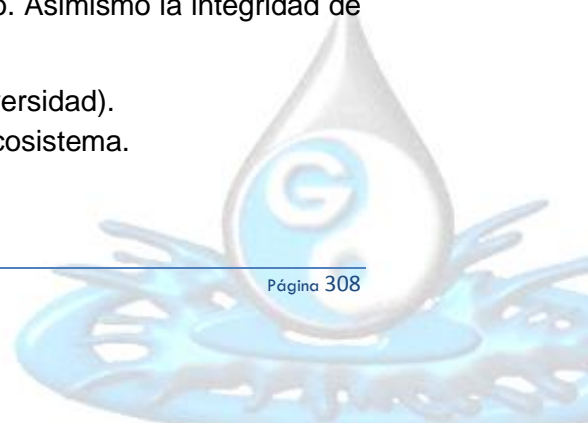 o. Asimismo la integridad de
ersidad).
cosistema.
G
Página 308